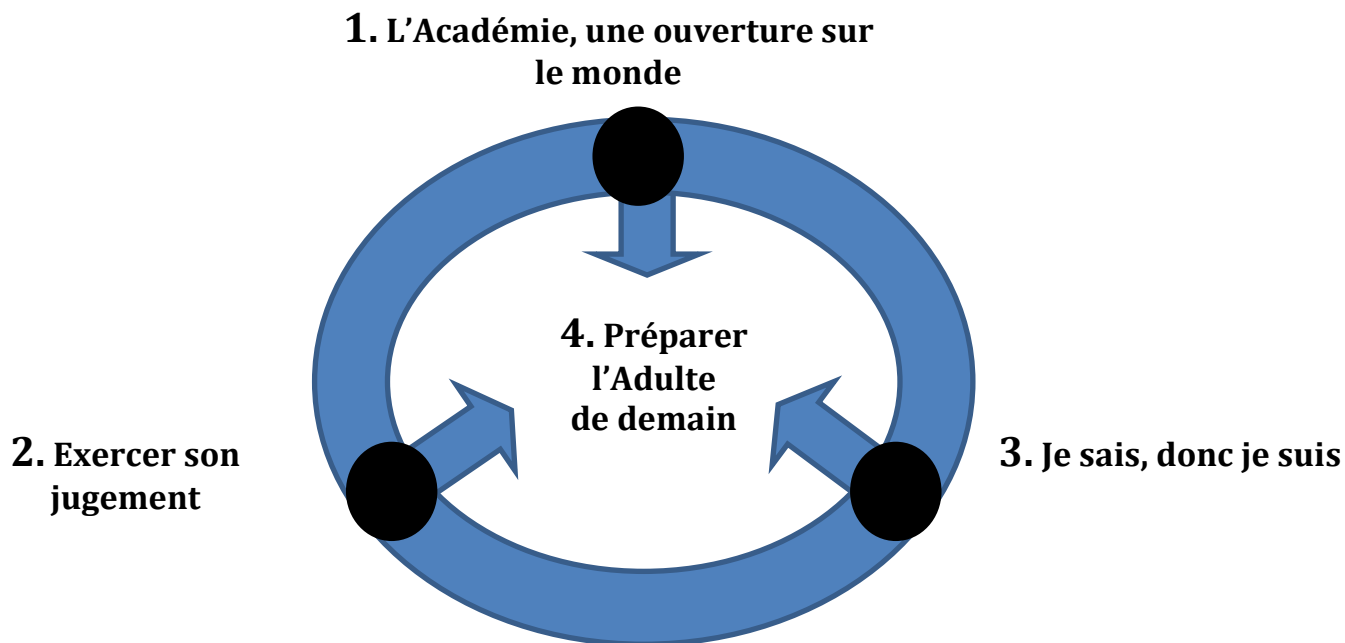 1. L’Académie, une ouverture sur
le monde
4. Préparer
l’Adulte
de demain
2. Exercer son
jugement
3. Je sais, donc je suis